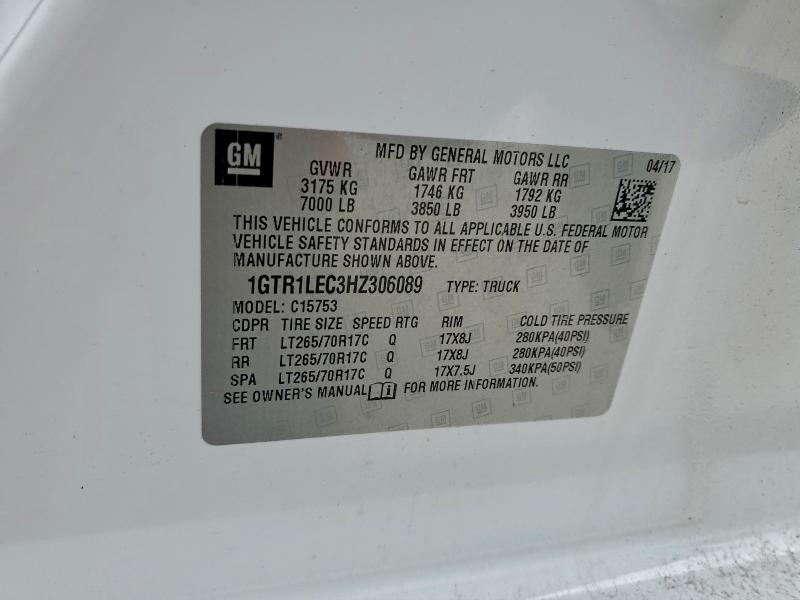 GM ®
MFD BY GENERAL MOTORS LLC 04/17
GVWR GAWR FRT GAWR RR
3175 KG 1746 KG 1792 KG
7000 LB 3850 LB 3950 LB
THIS VEHICLE CONFORMS TO ALL APPLICABLE U.S. FEDERAL MOTOR
VEHICLE SAFETY STANDARDS IN EFFECT ON THE DATE OF
MANUFACTURE SHOWN ABOVE.
1GTR1LEC3HZ306089 TYPE: TRUCK
MODEL: C15753
CDPR TIRE SIZE SPEED RTG RIM COLD TIRE PRESSURE
FRT LT265/70R17C Q 17X8J 280KPA(40PSI)
RR LT265/70R17C Q 17X8J 280KPA(40PSI)
SPA LT265/70R17C Q 17X7.5J 340KPA(50PSI)
SEE OWNER'S MANUAL i FOR MORE INFORMATION.